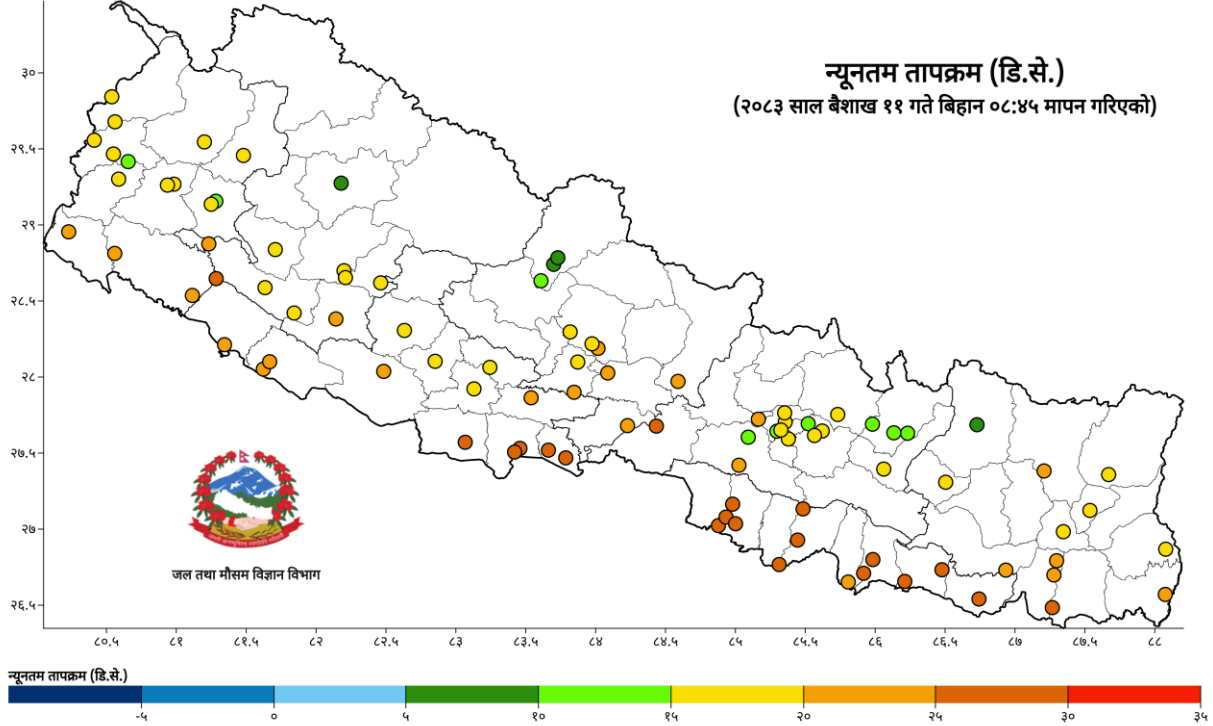 न्यूनतम तापक्रम (डि.से.)
(२०८३ साल बैशाख ११ गते बिहान ०८:४५ मापन गरिएको)
३०
२९.५
२९
२८.५
२८
२७.५
२७
२६.५
जल तथा मौसम विज्ञान विभाग
८०.५ ८१ ८१.५ ८२ ८२.५ ८३ ८३.५ ८४ ८४.५ ८५ ८५.५ ८६ ८६.५ ८७ ८७.५ ८८
न्यूनतम तापक्रम (डि.से.)
-५ ० ५ १० १५ २० २५ ३० ३५